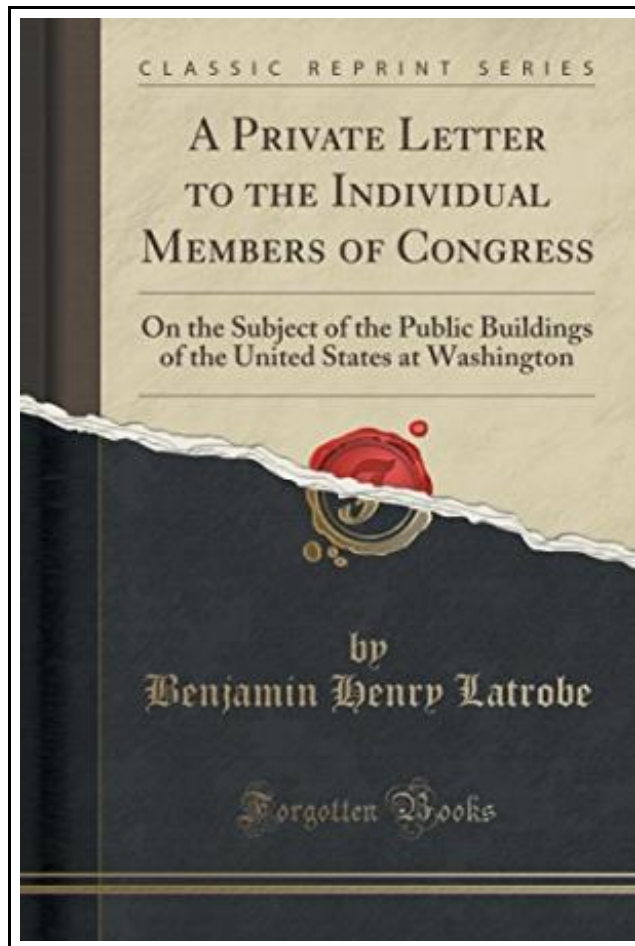 CLASSIC REPRINT SERIES
A PRIVATE LETTER
TO THE INDIVIDUAL
MEMBERS OF CONGRESS
On the Subject of the Public Buildings
of the United States at Washington
by
Benjamin Henry Latrobe
Forgotten Books